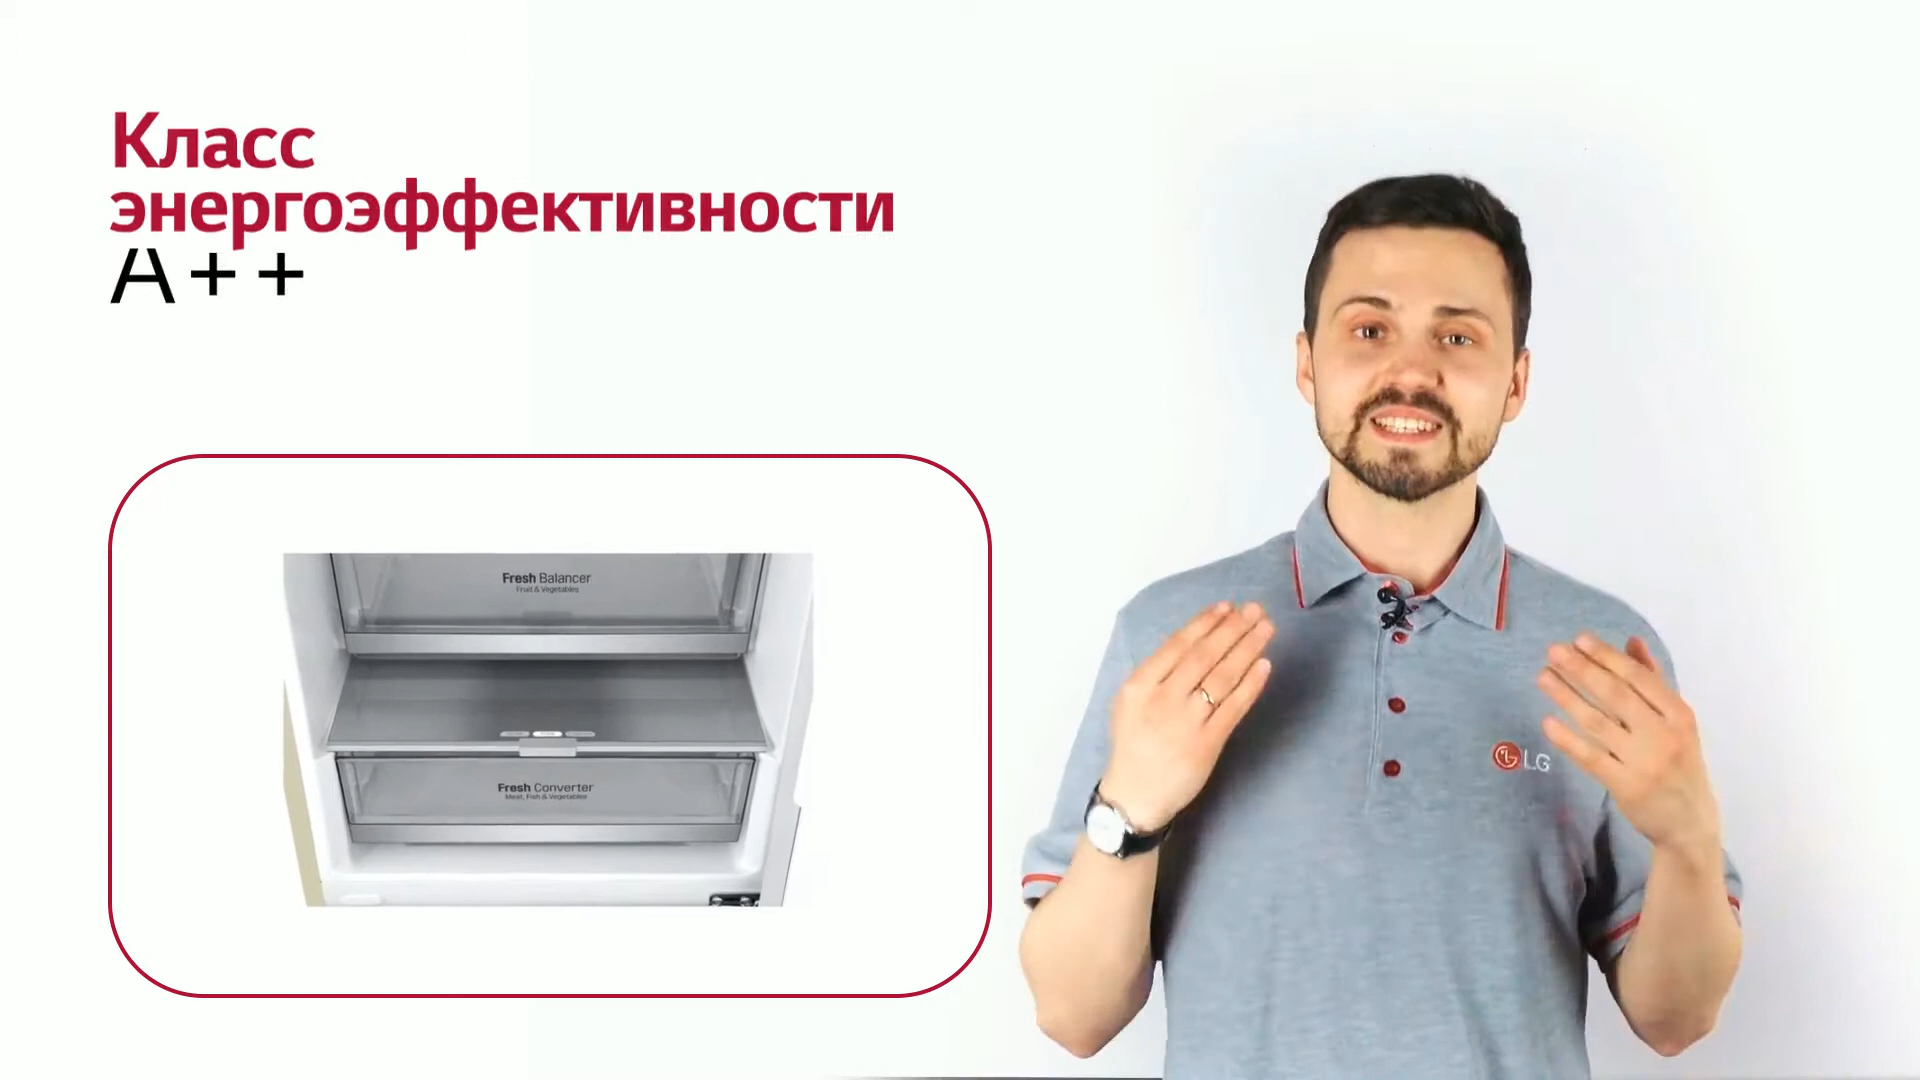 Класс
энергоэффективности
A++
Fresh Balancer
Fruit & Vegetables
Fresh Converter
Meat, Fish & Vegetables
LG